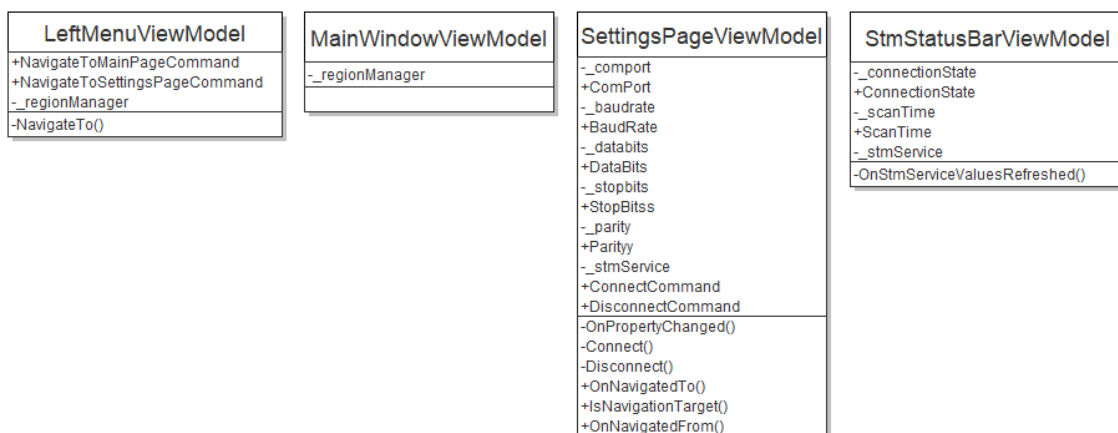 LeftMenuViewModel
+NavigateToMainPageCommand
+NavigateToSettingsPageCommand
-_regionManager
-NavigateTo()
MainWindowViewModel
-_regionManager
SettingsPageViewModel
-_comport
+ComPort
-_baudrate
+BaudRate
-_databits
+DataBits
-_stopbits
+StopBitss
-_parity
+Parityy
-_stmService
+ConnectCommand
+DisconnectCommand
-OnPropertyChanged()
-Connect()
-Disconnect()
+OnNavigatedTo()
+IsNavigationTarget()
+OnNavigatedFrom()
StmStatusBarViewModel
-_connectionState
+ConnectionState
-_scanTime
+ScanTime
-_stmService
-OnStmServiceValuesRefreshed()